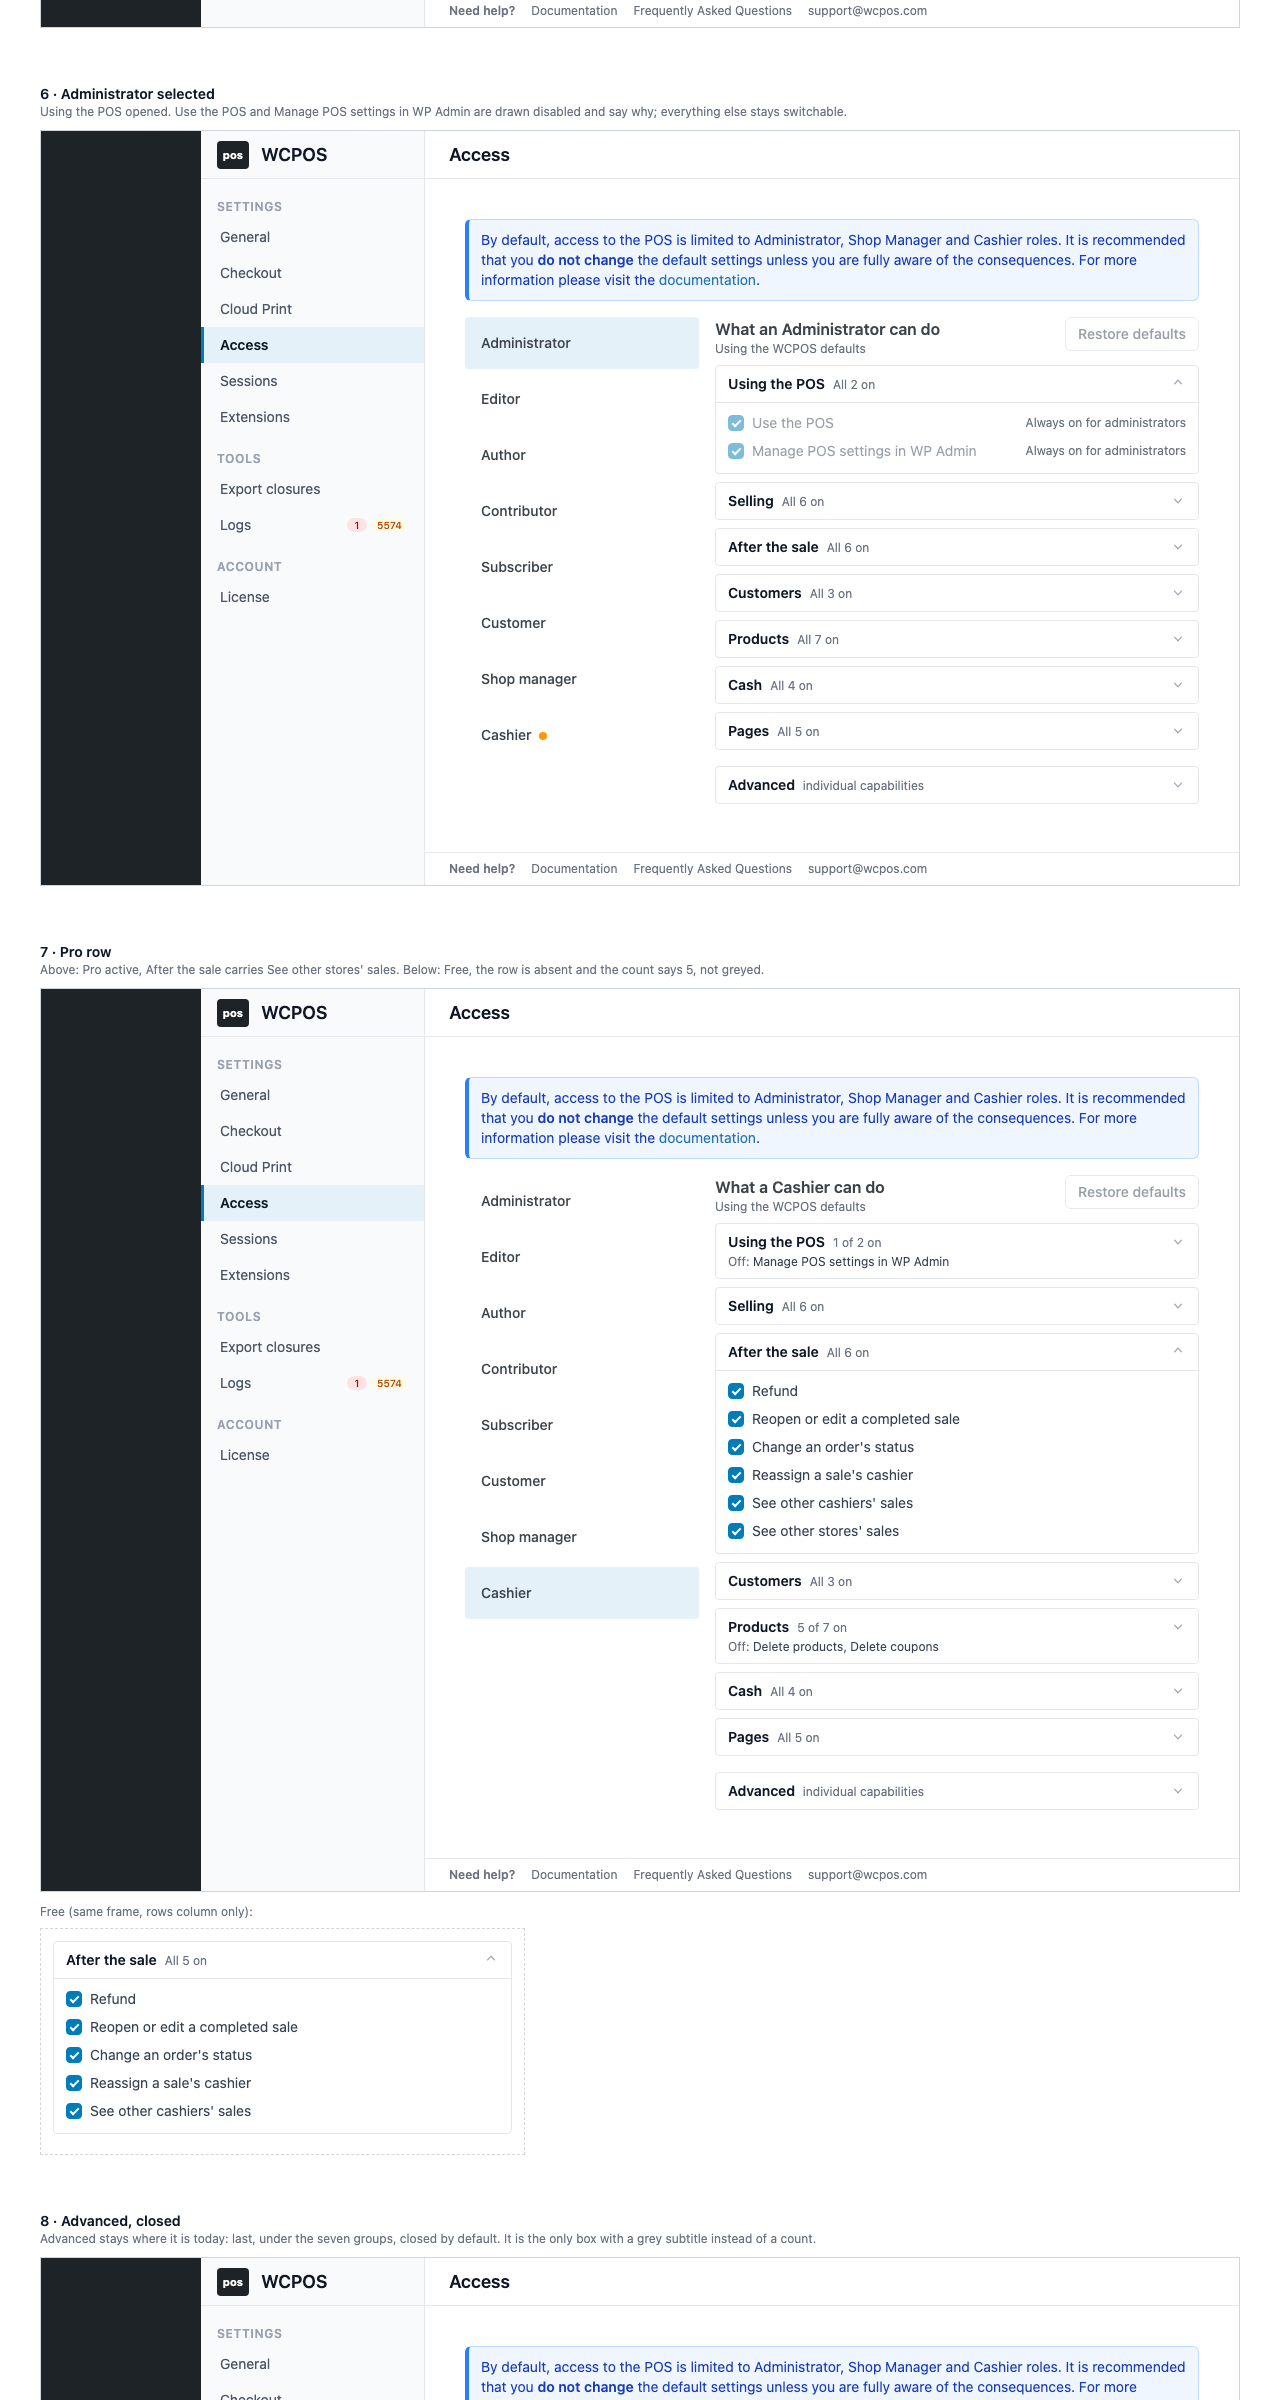 Need help? Documentation Frequently Asked Questions support@wcpos.com
6 · Administrator selected
Using the POS opened. Use the POS and Manage POS settings in WP Admin are drawn disabled and say why; everything else stays switchable.
pos WCPOS
Access
SETTINGS
General
Checkout
Cloud Print
Access
Sessions
Extensions
TOOLS
Export closures
Logs 1 5574
ACCOUNT
License
By default, access to the POS is limited to Administrator, Shop Manager and Cashier roles. It is recommended
that you do not change the default settings unless you are fully aware of the consequences. For more
information please visit the documentation.
Administrator
Editor
Author
Contributor
Subscriber
Customer
Shop manager
Cashier
What an Administrator can do
Using the WCPOS defaults
Restore defaults
Using the POS All 2 on
Use the POS Always on for administrators
Manage POS settings in WP Admin Always on for administrators
Selling All 6 on
After the sale All 6 on
Customers All 3 on
Products All 7 on
Cash All 4 on
Pages All 5 on
Advanced individual capabilities
Need help? Documentation Frequently Asked Questions support@wcpos.com
7 · Pro row
Above: Pro active, After the sale carries See other stores' sales. Below: Free, the row is absent and the count says 5, not greyed.
pos WCPOS
Access
SETTINGS
General
Checkout
Cloud Print
Access
Sessions
Extensions
TOOLS
Export closures
Logs 1 5574
ACCOUNT
License
By default, access to the POS is limited to Administrator, Shop Manager and Cashier roles. It is recommended
that you do not change the default settings unless you are fully aware of the consequences. For more
information please visit the documentation.
Administrator
Editor
Author
Contributor
Subscriber
Customer
Shop manager
Cashier
What a Cashier can do
Using the WCPOS defaults
Restore defaults
Using the POS 1 of 2 on
Off: Manage POS settings in WP Admin
Selling All 6 on
After the sale All 6 on
Refund
Reopen or edit a completed sale
Change an order's status
Reassign a sale's cashier
See other cashiers' sales
See other stores' sales
Customers All 3 on
Products 5 of 7 on
Off: Delete products, Delete coupons
Cash All 4 on
Pages All 5 on
Advanced individual capabilities
Need help? Documentation Frequently Asked Questions support@wcpos.com
Free (same frame, rows column only):
After the sale All 5 on
Refund
Reopen or edit a completed sale
Change an order's status
Reassign a sale's cashier
See other cashiers' sales
8 · Advanced, closed
Advanced stays where it is today: last, under the seven groups, closed by default. It is the only box with a grey subtitle instead of a count.
pos WCPOS
Access
SETTINGS
General
Checkout
By default, access to the POS is limited to Administrator, Shop Manager and Cashier roles. It is recommended
that you do not change the default settings unless you are fully aware of the consequences. For more